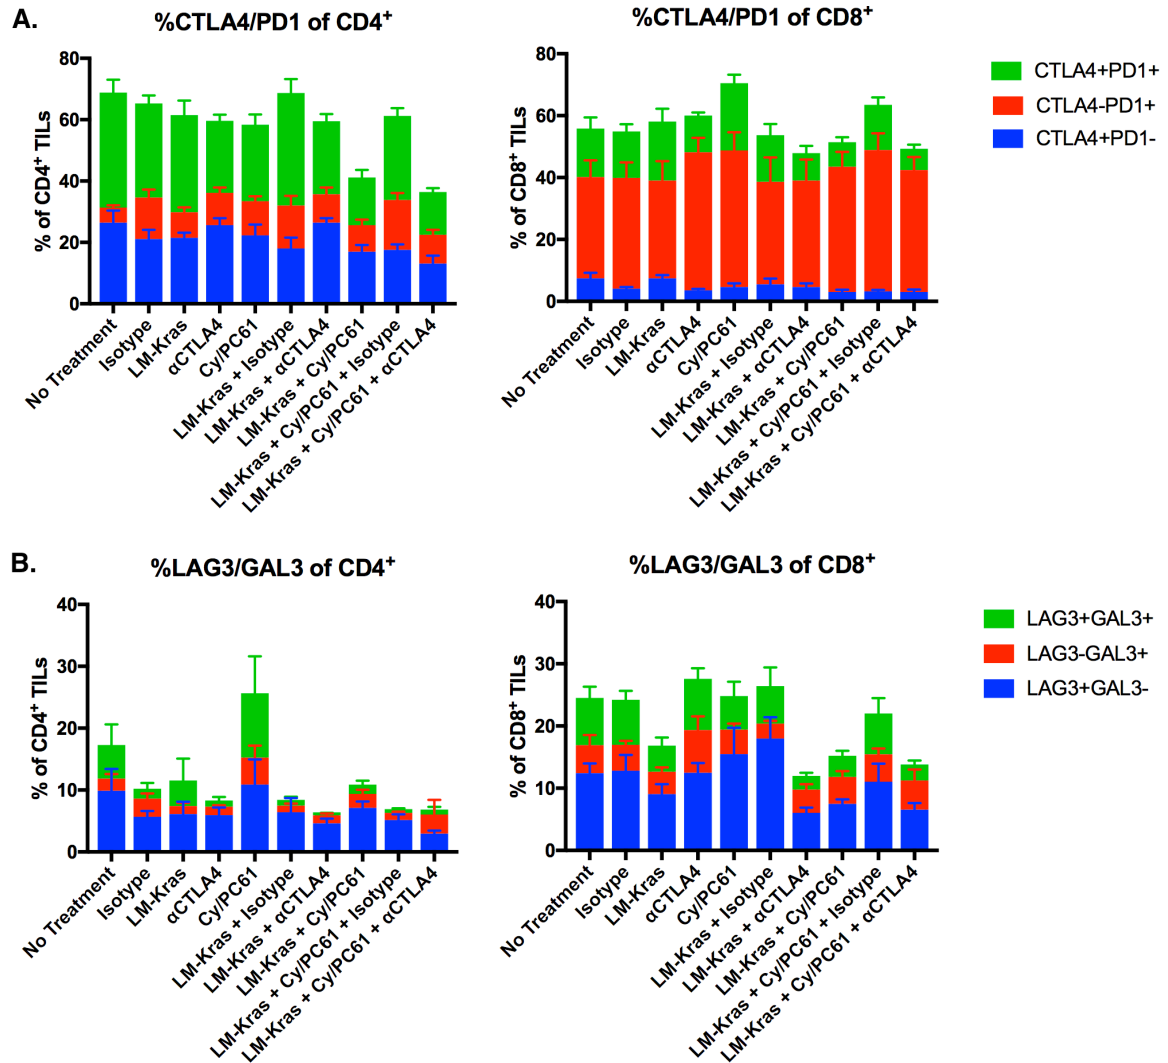 A.
%CTLA4/PD1 of CD4+
% of CD4+ TILs
80
60
40
20
0
No Treatment
Isotype
LM-Kras
αCTLA4
Cy/PC61
LM-Kras + Isotype
LM-Kras + αCTLA4
LM-Kras + Cy/PC61
LM-Kras + Cy/PC61 + Isotype
LM-Kras + Cy/PC61 + αCTLA4
%CTLA4/PD1 of CD8+
% of CD8+ TILs
80
60
40
20
0
No Treatment
Isotype
LM-Kras
αCTLA4
Cy/PC61
LM-Kras + Isotype
LM-Kras + αCTLA4
LM-Kras + Cy/PC61
LM-Kras + Cy/PC61 + Isotype
LM-Kras + Cy/PC61 + αCTLA4
CTLA4+PD1+
CTLA4-PD1+
CTLA4+PD1-
B.
%LAG3/GAL3 of CD4+
% of CD4+ TILs
40
30
20
10
0
No Treatment
Isotype
LM-Kras
αCTLA4
Cy/PC61
LM-Kras + Isotype
LM-Kras + αCTLA4
LM-Kras + Cy/PC61
LM-Kras + Cy/PC61 + Isotype
LM-Kras + Cy/PC61 + αCTLA4
%LAG3/GAL3 of CD8+
% of CD8+ TILs
40
30
20
10
0
No Treatment
Isotype
LM-Kras
αCTLA4
Cy/PC61
LM-Kras + Isotype
LM-Kras + αCTLA4
LM-Kras + Cy/PC61
LM-Kras + Cy/PC61 + Isotype
LM-Kras + Cy/PC61 + αCTLA4
LAG3+GAL3+
LAG3-GAL3+
LAG3+GAL3-